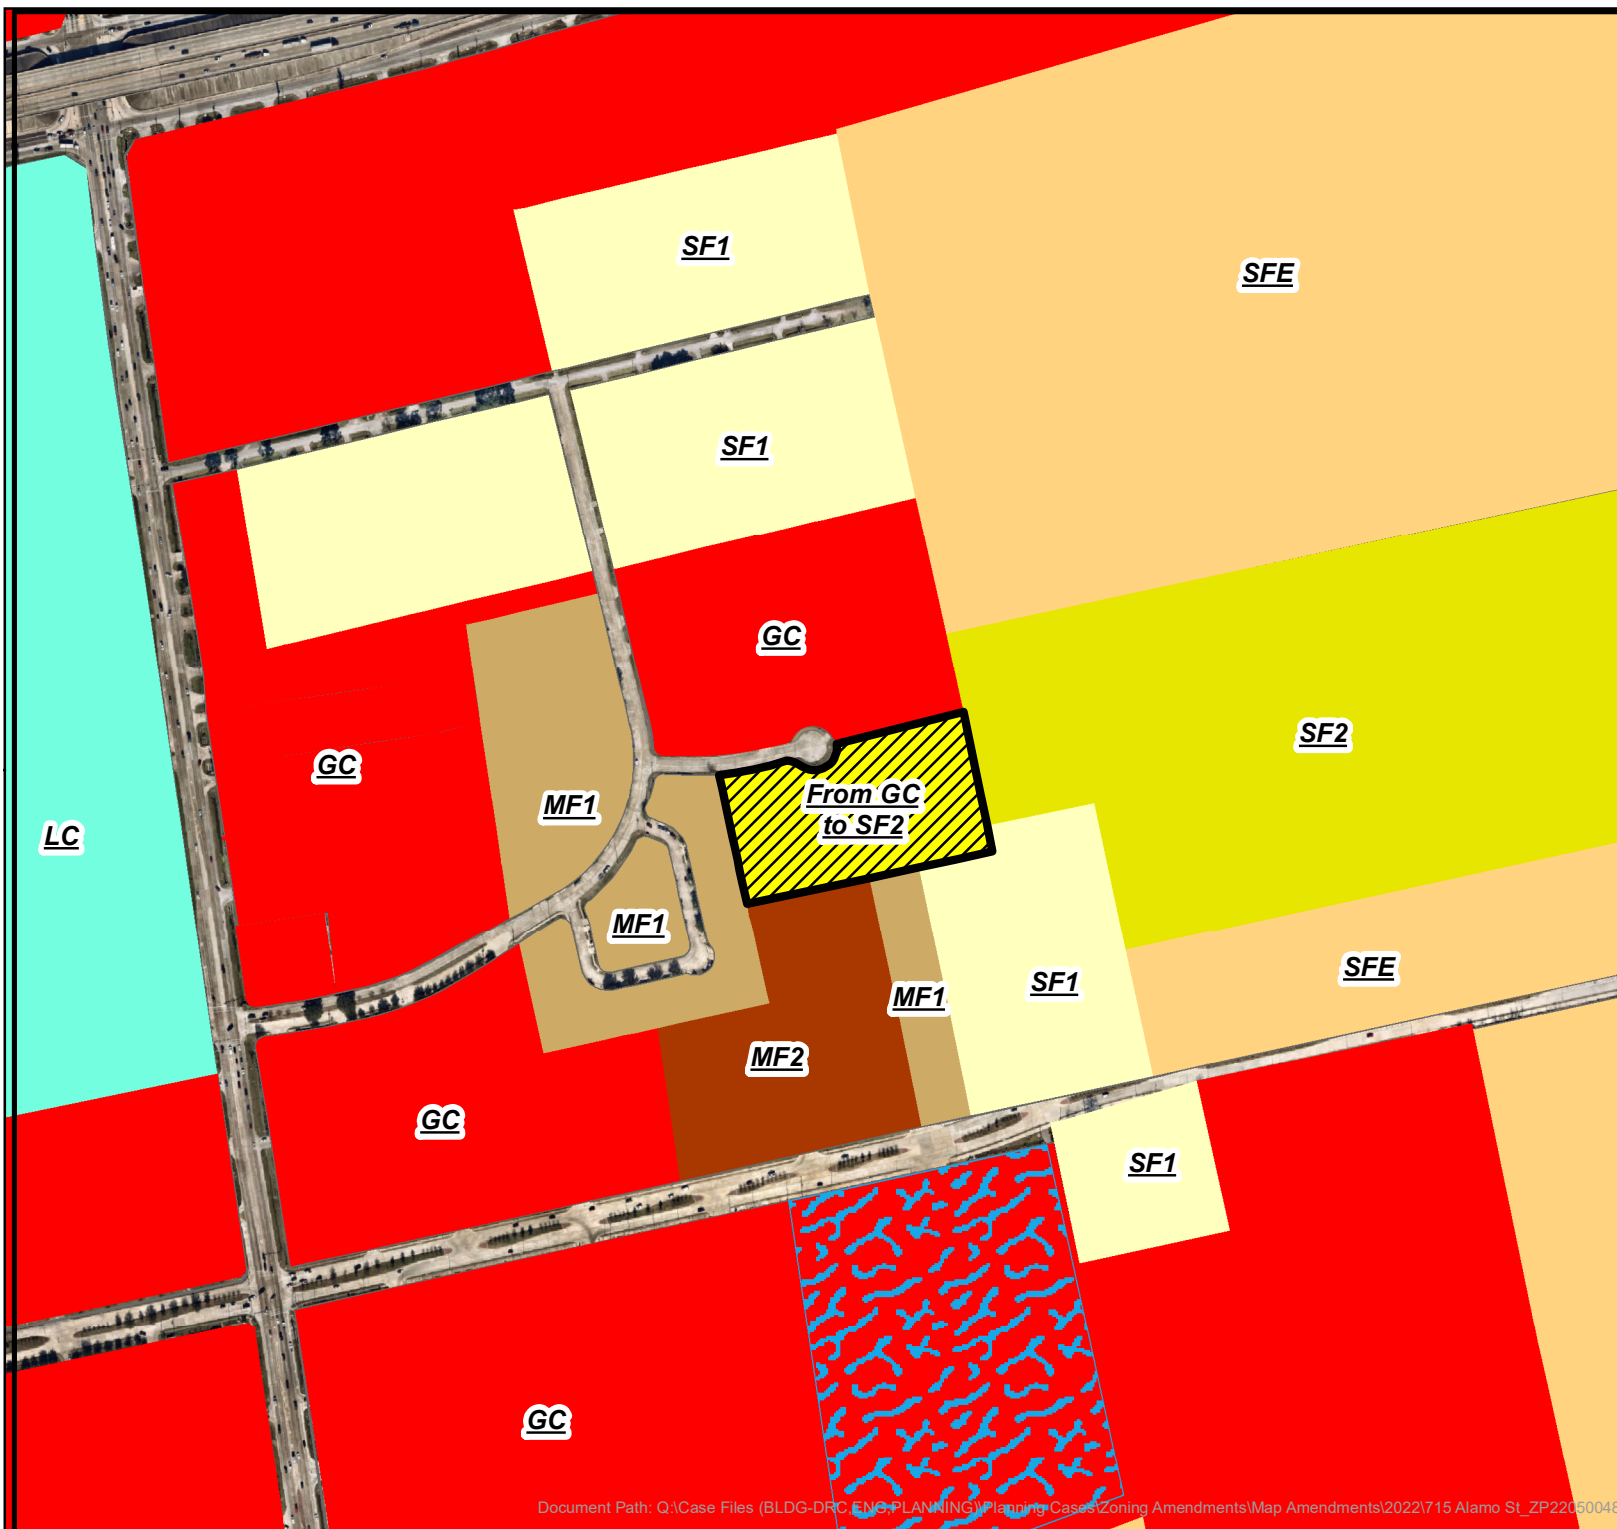 SF1
SFE
SF1
GC
SF2
GC
From GC
to SF2
MF1
LC
MF1
SFE
SF1
MF1
MF2
GC
SF1
GC
Document Path: Q:\Case Files (BLDG-DRC,ENG,PLANNING)\Planning Cases\Zoning Amendments\Map Amendments\2022\715 Alamo St_ZP22050048